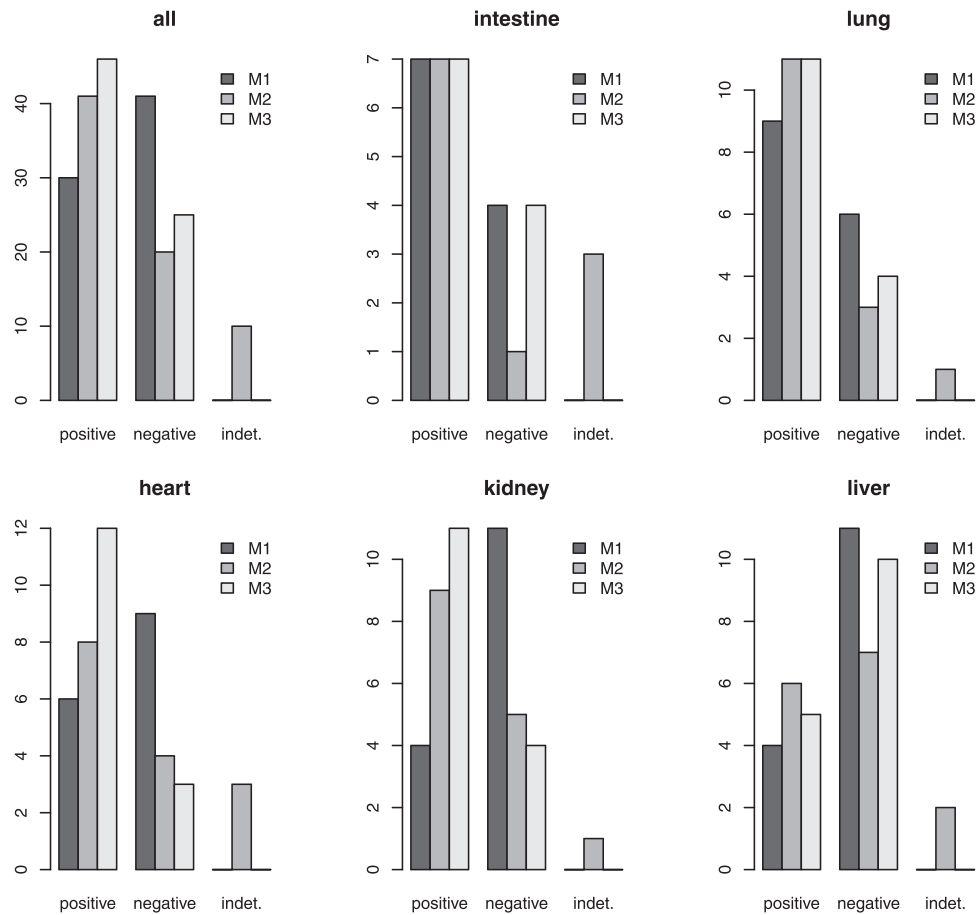 all
intestine
lung
M1
M2
M3
0
10
20
30
40
positive
negative
indet.
M1
M2
M3
0
1
2
3
4
5
6
7
positive
negative
indet.
M1
M2
M3
0
2
4
6
8
10
positive
negative
indet.
heart
kidney
liver
M1
M2
M3
0
2
4
6
8
10
12
positive
negative
indet.
M1
M2
M3
0
2
4
6
8
10
positive
negative
indet.
M1
M2
M3
0
2
4
6
8
10
positive
negative
indet.